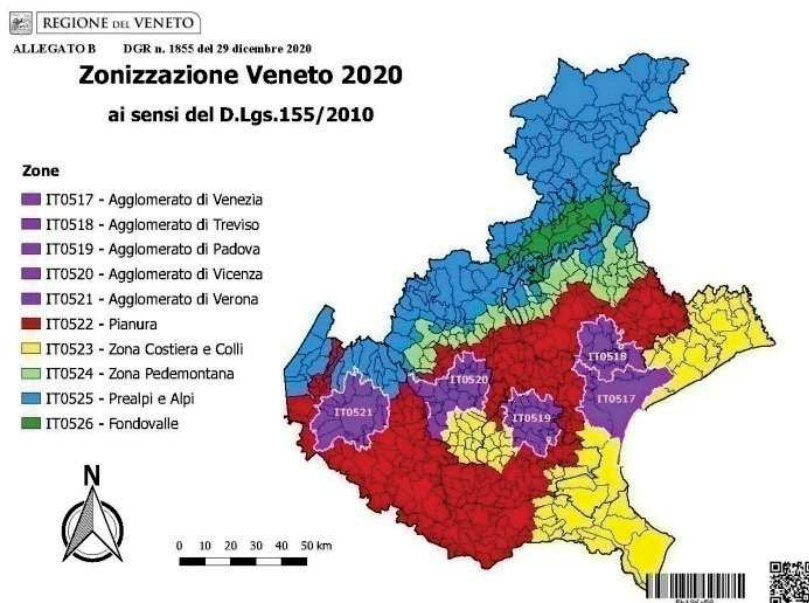 REGIONE DEL VENETO
ALLEGATO B DGR n. 1855 del 29 dicembre 2020
Zonizzazione Veneto 2020
ai sensi del D.Lgs.155/2010
Zone
IT0517 - Agglomerato di Venezia
IT0518 - Agglomerato di Treviso
IT0519 - Agglomerato di Padova
IT0520 - Agglomerato di Vicenza
IT0521 - Agglomerato di Verona
IT0522 - Pianura
IT0523 - Zona Costiera e Colli
IT0524 - Zona Pedemontana
IT0525 - Prealpi e Alpi
IT0526 - Fondovalle
IT0518
IT0520
IT0517
IT0521
IT0519
N
0 10 20 30 40 50 km